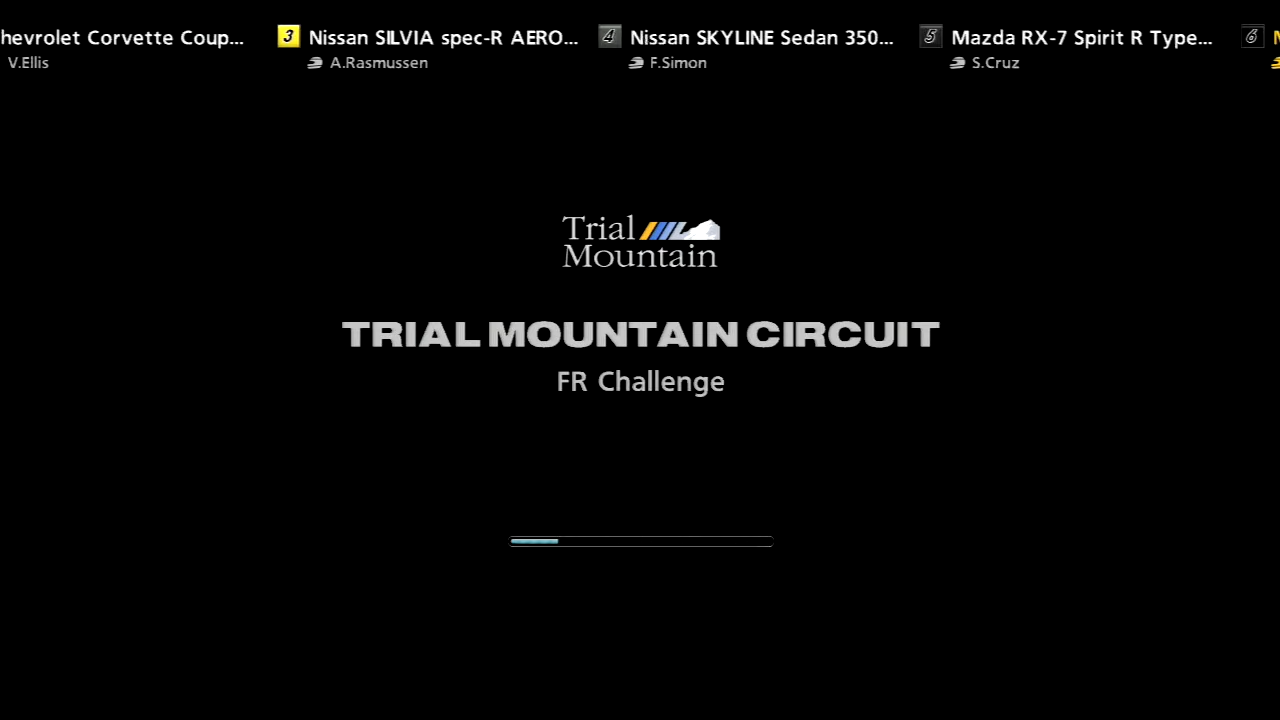 hevrolet Corvette Coup... 3 Nissan SILVIA spec-R AERO... 4 Nissan SKYLINE Sedan 350... 5 Mazda RX-7 Spirit R Type... 6
V.Ellis A.Rasmussen F.Simon S.Cruz
Trial
Mountain
TRIAL MOUNTAIN CIRCUIT
FR Challenge